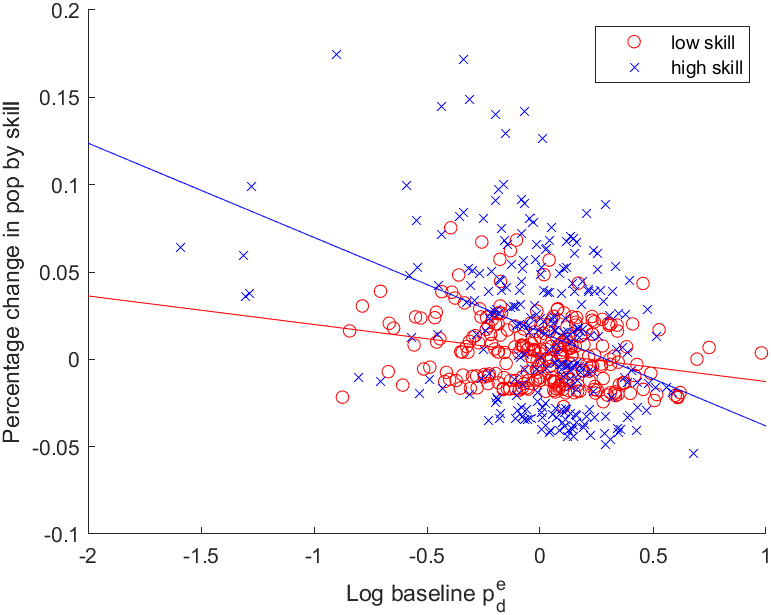 0.2
0.15
0.1
0.05
0
-0.05
-0.1
Percentage change in pop by skill
low skill
high skill
-2 -1.5 -1 -0.5 0 0.5 1
Log baseline p_d^e